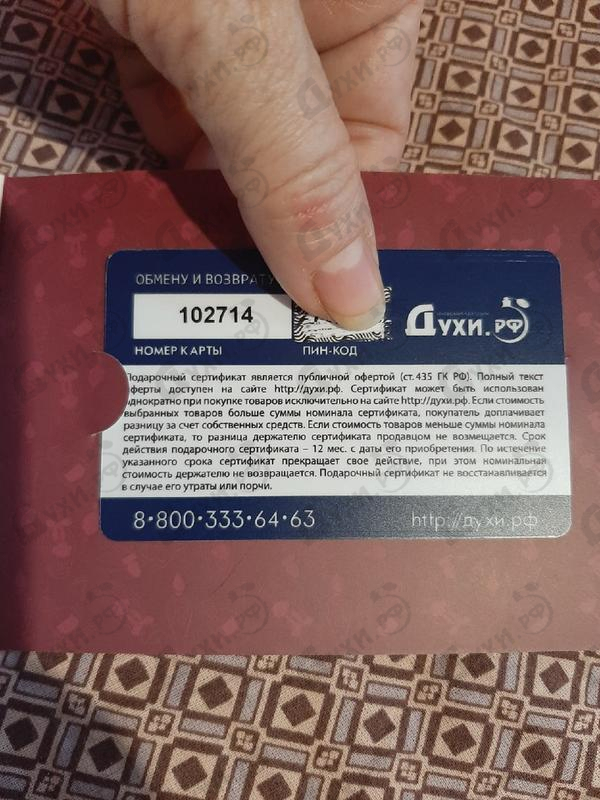 ОБМЕНУ И ВОЗВРАТУ
102714
НОМЕР КАРТЫ
ПИН-КОД
ДУХИ.РФ
Подарочный сертификат является публичной офертой (ст.435 ГК РФ). Полный текст
оферты доступен на сайте http://духи.рф. Сертификат может быть использован
однократно при покупке товаров исключительно на сайте http://духи.рф. Если стоимость
выбранных товаров больше суммы номинала сертификата, покупатель доплачивает
разницу за счет собственных средств. Если стоимость товаров меньше суммы номинала
сертификата, то разница держателю сертификата продавцом не возмещается. Срок
действия подарочного сертификата – 12 мес. с даты его приобретения. По истечение
указанного срока сертификат прекращает свое действие, при этом номинальная
стоимость держателю не возвращается. Подарочный сертификат не восстанавливается
в случае его утраты или порчи.
8·800·333·64·63
http://духи.рф